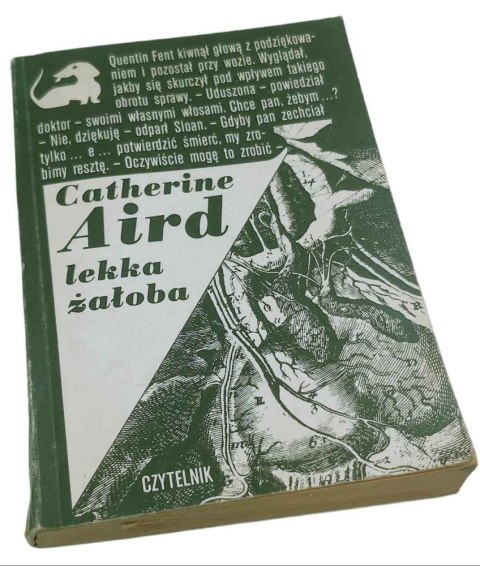 Quentin Fent kiwnął głową z podziękowa-
niem i pozostał przy wozie. Wyglądał,
jakby się skurczył pod wpływem takiego
obrotu sprawy. – Uduszona – powiedział
doktor – swoimi własnymi włosami. Chce pan, żebym ...?
– Nie, dziękuję – odparł Sloan. – Gdyby pan zechciał
tylko ... e ... potwierdzić śmierć, my zro-
bimy resztę. – Oczywiście mogę to zrobić –
Catherine
Aird
lekka
żałoba
CZYTELNIK